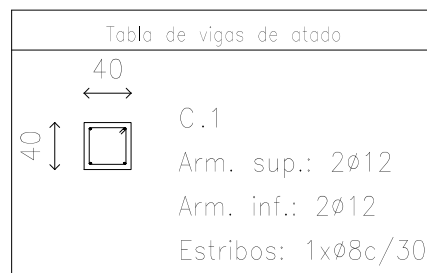 Tabla de vigas de atado
40
40
C.1
Arm. sup.: 2ø12
Arm. inf.: 2ø12
Estribos: 1xø8c/30